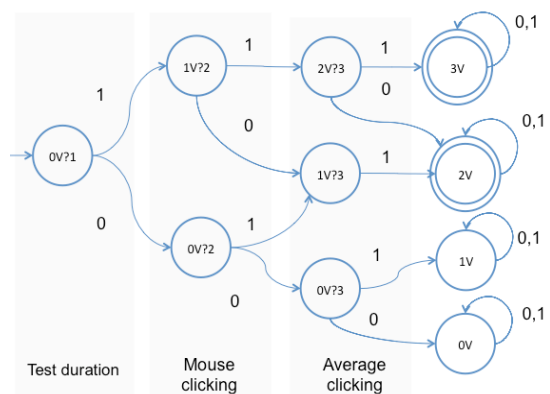 0,1
1
1
1V?2
2V?3
3V
1
0
0,1
0
0V?1
1V?3
1
2V
0
1
0,1
0V?2
1
1V
0V?3
0
0,1
0
0V
Test duration
Mouse
clicking
Average
clicking